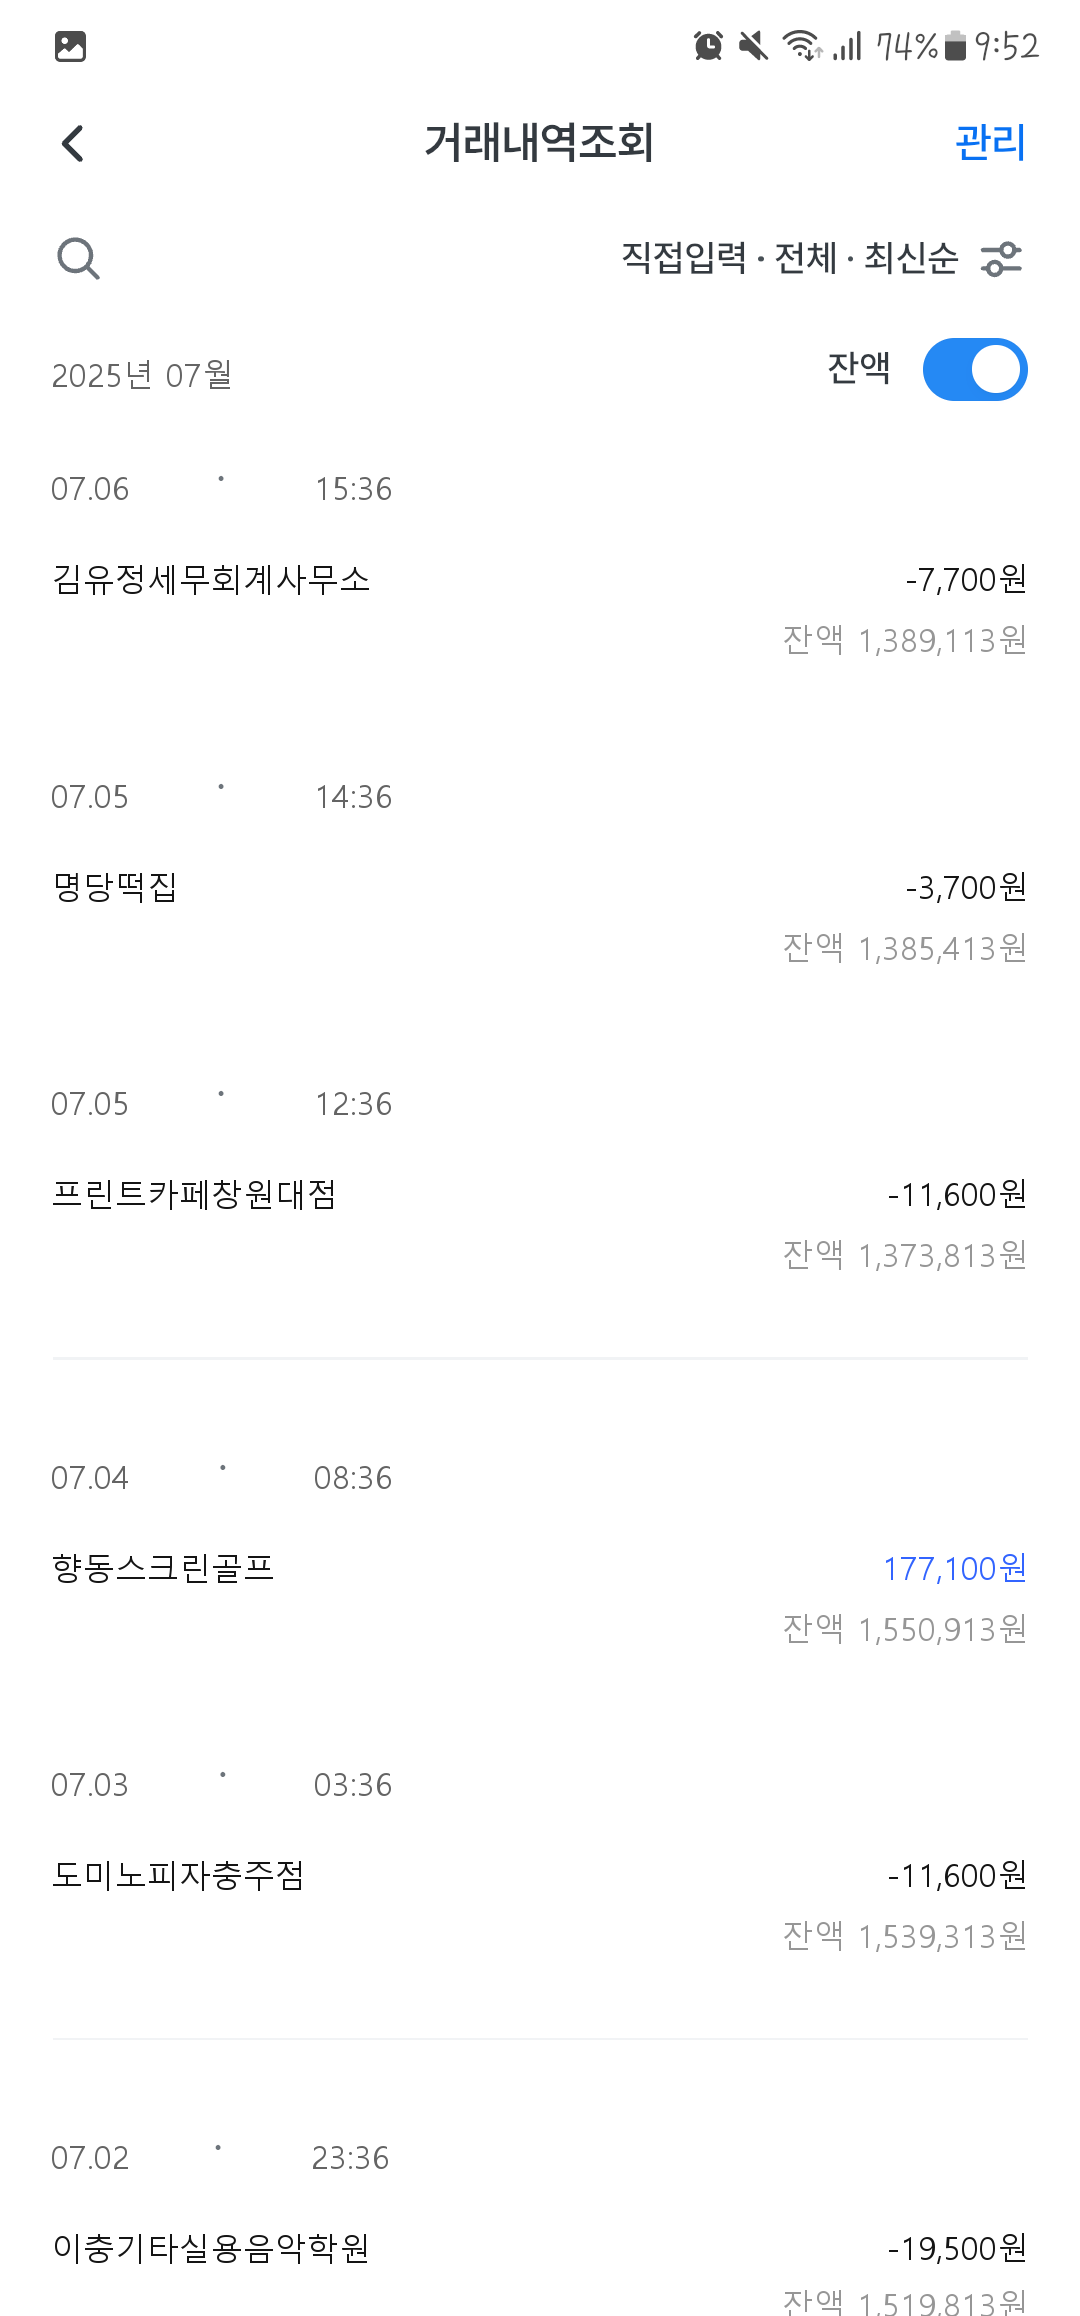 74% 9:52
거래내역조회 관리
직접입력 · 전체 · 최신순
2025년 07월 잔액
07.06 · 15:36
김유정세무회계사무소 -7,700원
잔액 1,389,113원
07.05 · 14:36
명당떡집 -3,700원
잔액 1,385,413원
07.05 · 12:36
프린트카페창원대점 -11,600원
잔액 1,373,813원
07.04 · 08:36
향동스크린골프 177,100원
잔액 1,550,913원
07.03 · 03:36
도미노피자충주점 -11,600원
잔액 1,539,313원
07.02 · 23:36
이충기타실용음악학원 -19,500원
잔액 1,519,813원